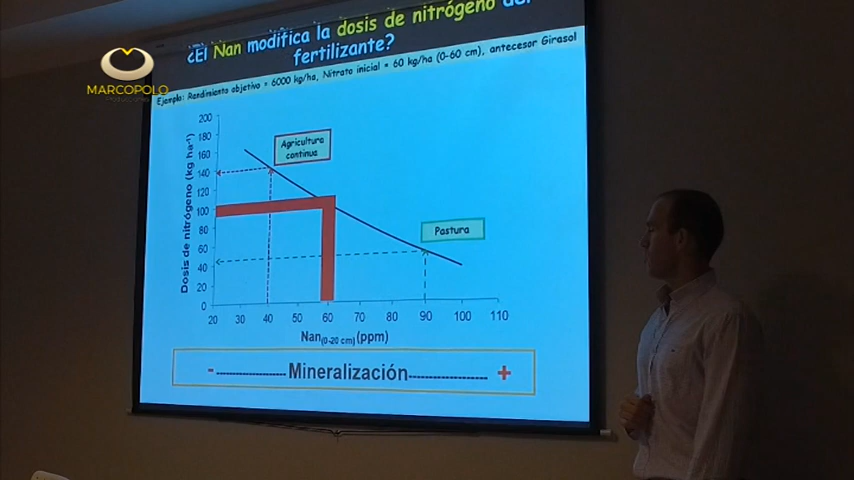 ¿El Nan modifica la dosis de nitrógeno del
fertilizante?
MARCOPOLO
Ejemplo: Rendimiento objetivo = 6000 kg/ha, Nitrato inicial = 60 kg/ha (0-60 cm), antecesor Girasol
Dosis de nitrógeno (kg ha-1)
200
180
160
140
120
100
80
60
40
20
0
Agricultura
continua
Pastura
20 30 40 50 60 70 80 90 100 110
Nan(0-20 cm) (ppm)
- Mineralización +